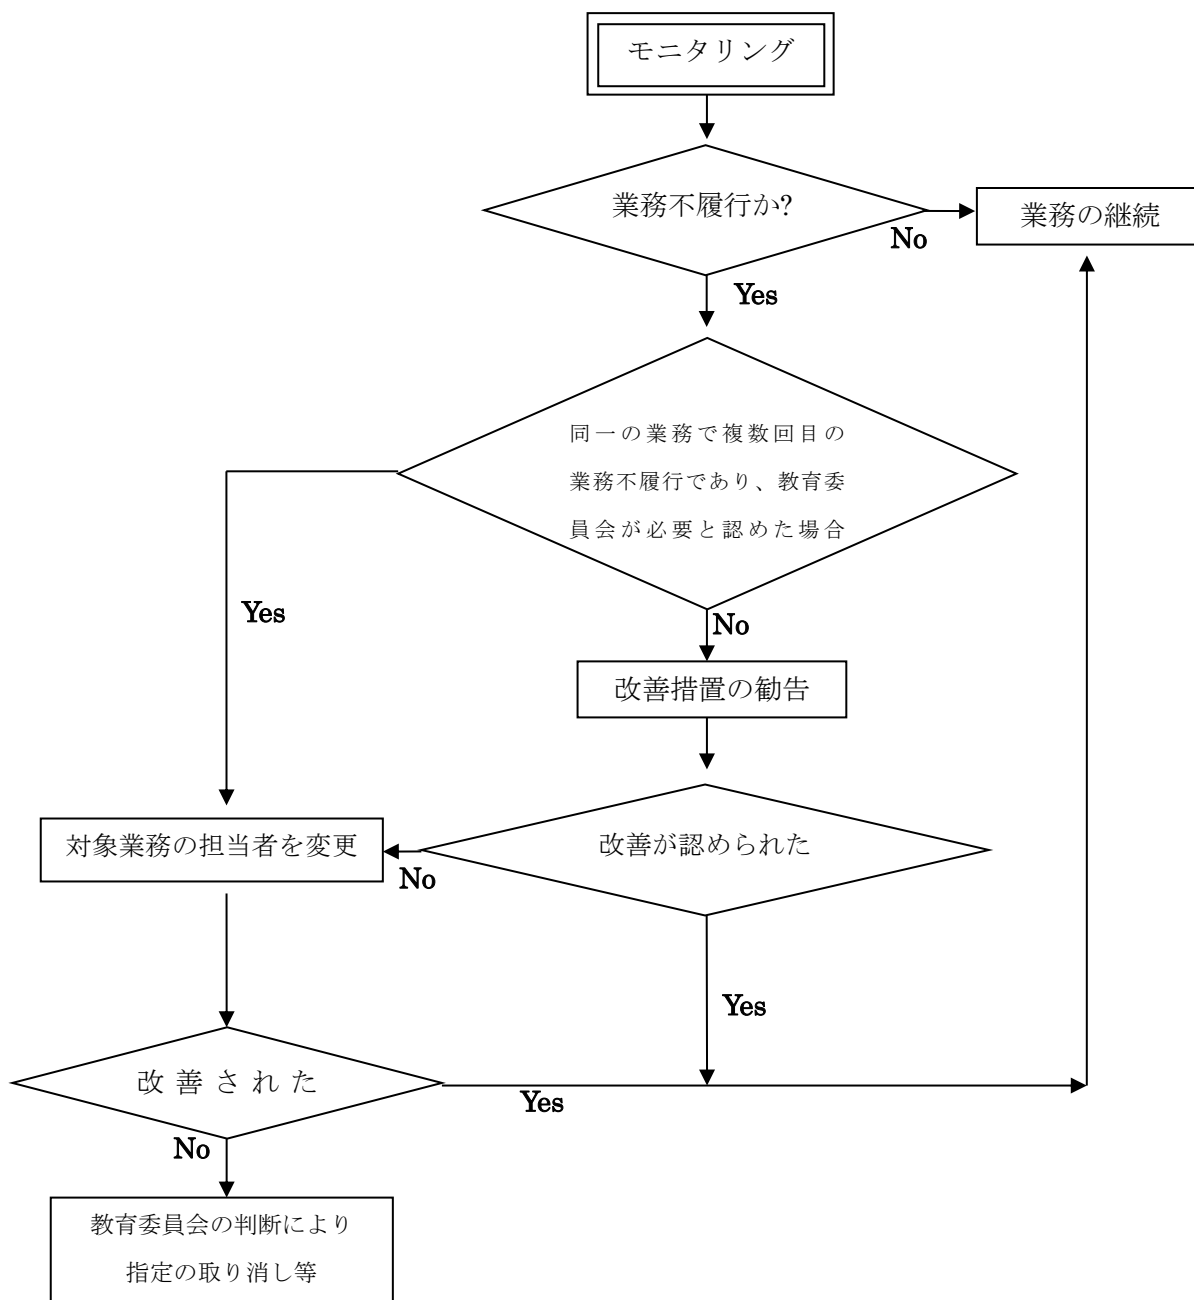 モニタリング
業務不履行か?
業務の継続
No
Yes
同一の業務で複数回目の
業務不履行であり、教育委
員会が必要と認めた場合
Yes
No
改善措置の勧告
対象業務の担当者を変更
改善が認められた
No
Yes
改善された
Yes
No
教育委員会の判断により
指定の取り消し等